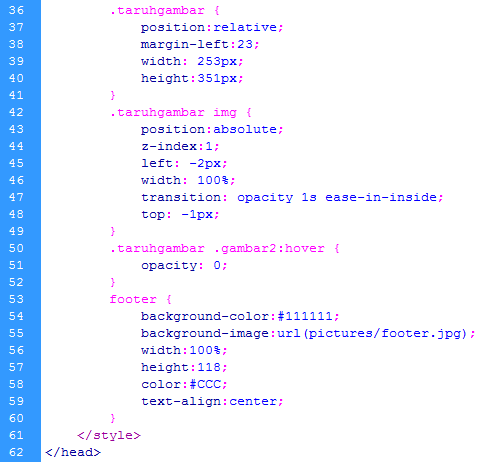 36 .taruhgambar {
37 position:relative;
38 margin-left:23;
39 width: 253px;
40 height:351px;
41 }
42 .taruhgambar img {
43 position:absolute;
44 z-index:1;
45 left: -2px;
46 width: 100%;
47 transition: opacity 1s ease-in-inside;
48 top: -1px;
49 }
50 .taruhgambar .gambar2:hover {
51 opacity: 0;
52 }
53 footer {
54 background-color:#111111;
55 background-image:url(pictures/footer.jpg);
56 width:100%;
57 height:118;
58 color:#CCC;
59 text-align:center;
60 }
61 </style>
62 </head>